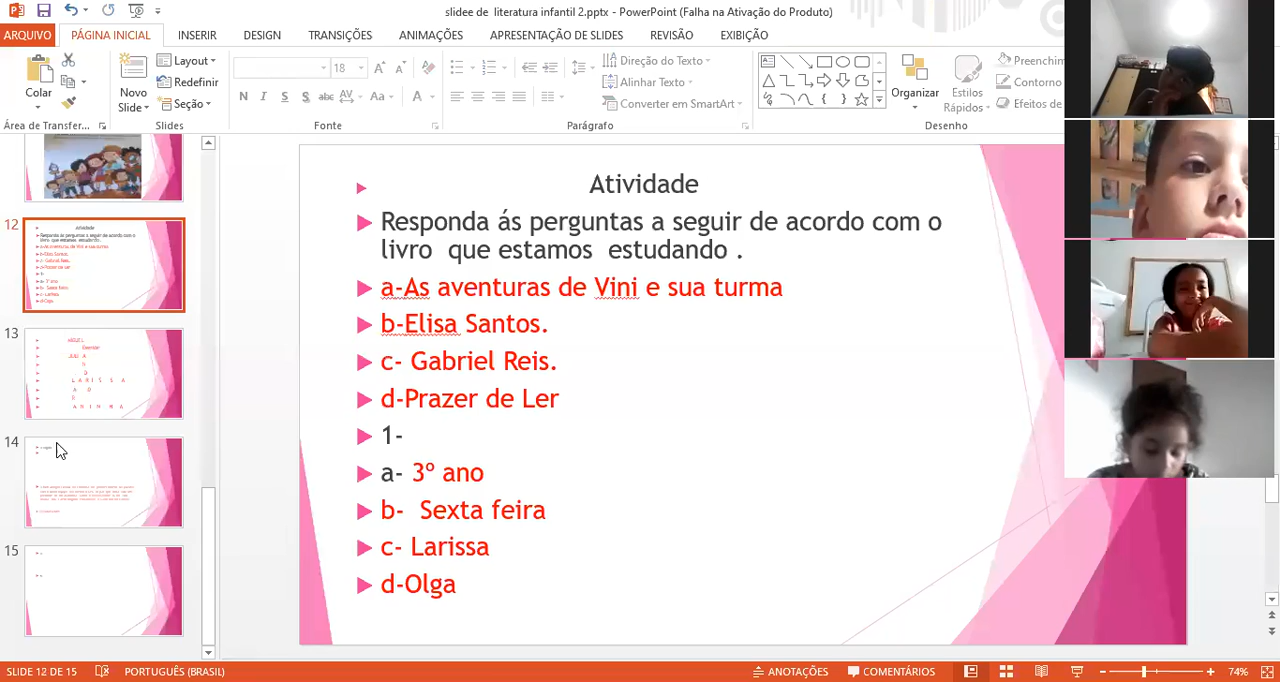 slidee de literatura infantil 2.pptx - PowerPoint (Falha na Ativação do Produto)
ARQUIVO PÁGINA INICIAL INSERIR DESIGN TRANSIÇÕES ANIMAÇÕES APRESENTAÇÃO DE SLIDES REVISÃO EXIBIÇÃO
Colar
Novo Slide
Layout
Redefinir
Seção
18
N I S S abc AV Aa A
Direção do Texto
Alinhar Texto
Converter em SmartArt
Organizar
Estilos Rápidos
Preenchim
Contorno
Efeitos de
Área de Transfer... Slides Fonte Parágrafo Desenho
12
13
14
15
Atividade
Responda ás perguntas a seguir de acordo com o
livro que estamos estudando .
a-As aventuras de Vini e sua turma
b-Elisa Santos.
c- Gabriel Reis.
d-Prazer de Ler
1-
a- 3º ano
b- Sexta feira
c- Larissa
d-Olga
SLIDE 12 DE 15 PORTUGUÊS (BRASIL) ANOTAÇÕES COMENTÁRIOS 74%